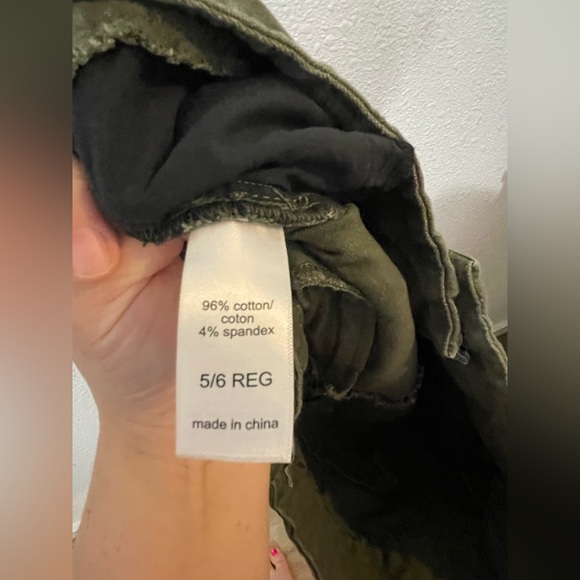 96% cotton/
coton
4% spandex
5/6 REG
made in china